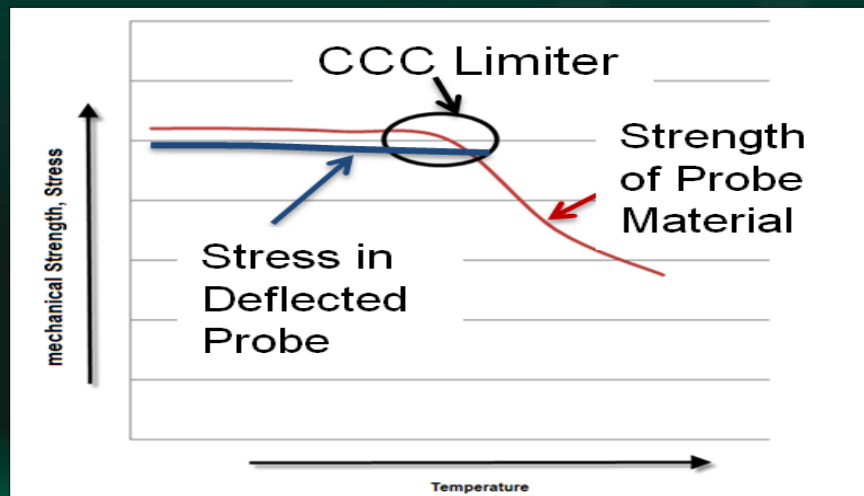 CCC Limiter
Strength
of Probe
Material
Stress in
Deflected
Probe
mechanical Strength, Stress
Temperature